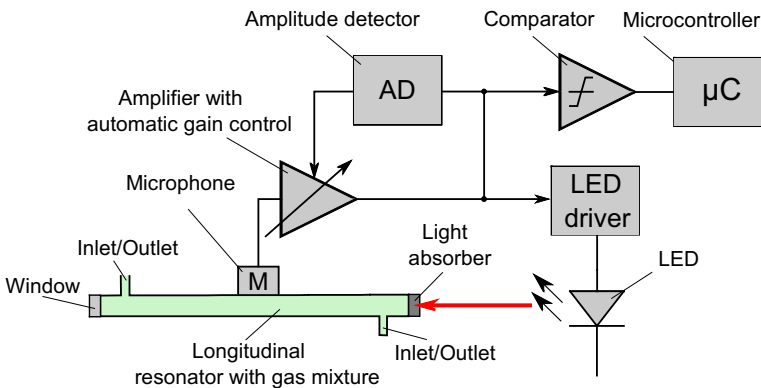 Amplitude detector
Comparator
Microcontroller
AD
µC
Amplifier with
automatic gain control
Microphone
LED
driver
Inlet/Outlet
Light
absorber
M
LED
Window
Longitudinal
resonator with gas mixture
Inlet/Outlet